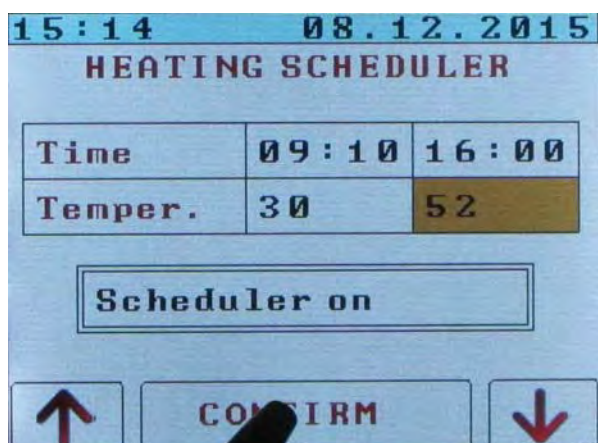 15:14 08.12.2015
HEATING SCHEDULER
Time 09:10 16:00
Temper. 30 52
Scheduler on
CONFIRM